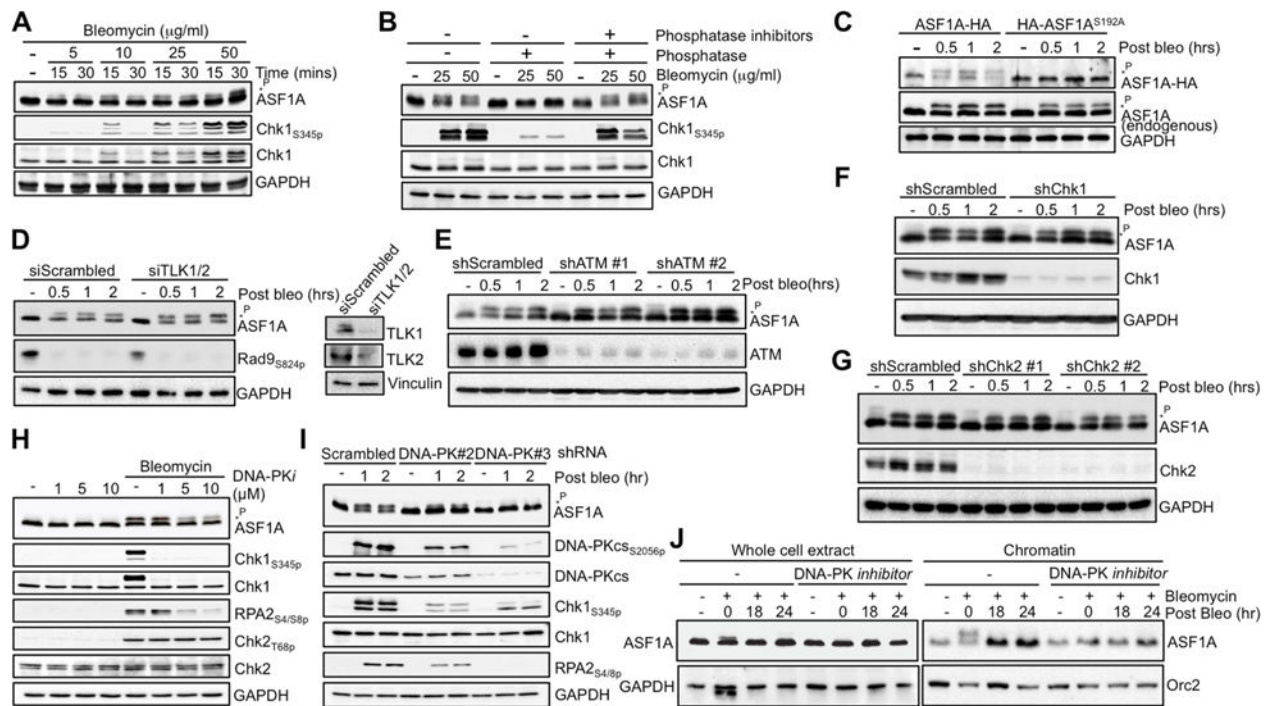 A
Bleomycin (µg/ml)
- 5 10 25 50
- 15 30 15 30 15 30 15 30 Time (mins)
P
ASF1A
Chk1S345p
Chk1
GAPDH
B
- - + Phosphatase inhibitors
- + + Phosphatase
- 25 50 - 25 50 - 25 50 Bleomycin (µg/ml)
P
ASF1A
Chk1S345p
Chk1
GAPDH
C
ASF1A-HA HA-ASF1AS192A
- 0.5 1 2 - 0.5 1 2 Post bleo (hrs)
P
ASF1A-HA
P
ASF1A
(endogenous)
GAPDH
D
siScrambled siTLK1/2
- 0.5 1 2 - 0.5 1 2 Post bleo (hrs)
P
ASF1A
Rad9S824p
GAPDH
siScrambled
siTLK1/2
TLK1
TLK2
Vinculin
E
shScrambled shATM #1 shATM #2
- 0.5 1 2 - 0.5 1 2 - 0.5 1 2 Post bleo(hrs)
P
ASF1A
ATM
GAPDH
F
shScrambled shChk1
- 0.5 1 2 - 0.5 1 2 Post bleo (hrs)
P
ASF1A
Chk1
GAPDH
G
shScrambled shChk2 #1 shChk2 #2
- 0.5 1 2 - 0.5 1 2 - 0.5 1 2 Post bleo (hrs)
P
ASF1A
Chk2
GAPDH
H
Bleomycin
- 1 5 10 - 1 5 10 DNA-PKi
(µM)
P
ASF1A
Chk1S345p
Chk1
RPA2S4/S8p
Chk2T68p
Chk2
GAPDH
I
Scrambled DNA-PK#2 DNA-PK#3 shRNA
- 1 2 - 1 2 - 1 2 Post bleo (hr)
P
ASF1A
DNA-PKcsS2056p
DNA-PKcs
Chk1S345p
Chk1
RPA2S4/8p
GAPDH
J
Whole cell extract Chromatin
- DNA-PK inhibitor - DNA-PK inhibitor
- + + + - + + + - + + + - + + + Bleomycin
- 0 18 24 - 0 18 24 - 0 18 24 - 0 18 24 Post Bleo (hr)
ASF1A ASF1A
GAPDH Orc2